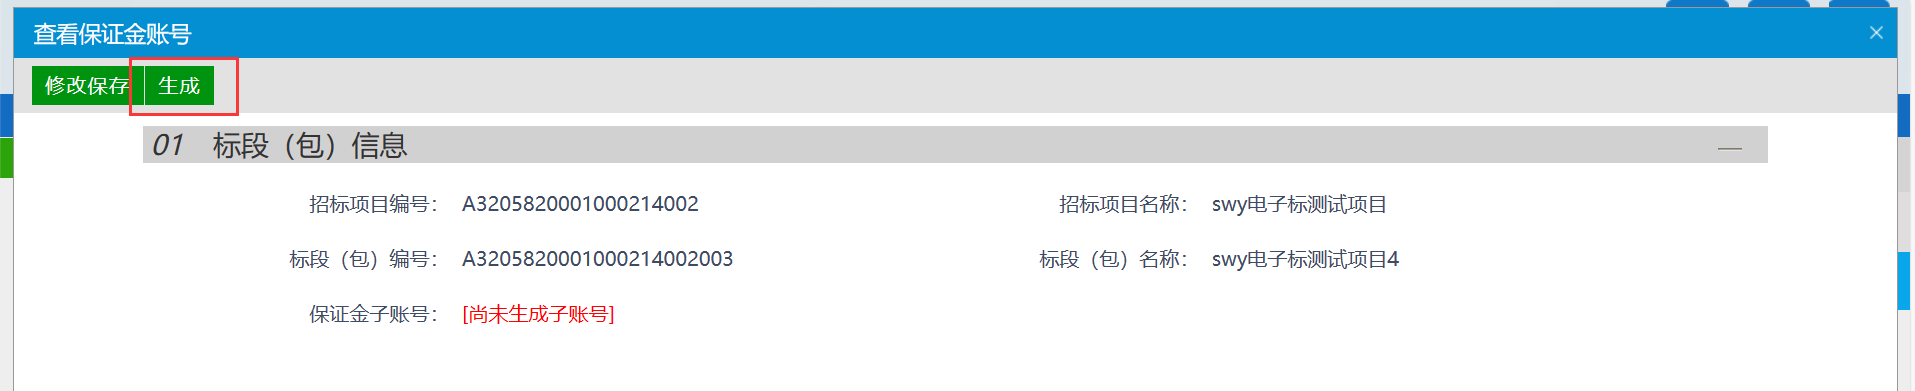 查看保证金账号
修改保存 生成
01 标段（包）信息
招标项目编号： A3205820001000214002 招标项目名称： swy电子标测试项目
标段（包）编号： A3205820001000214002003 标段（包）名称： swy电子标测试项目4
保证金子账号： [尚未生成子账号]